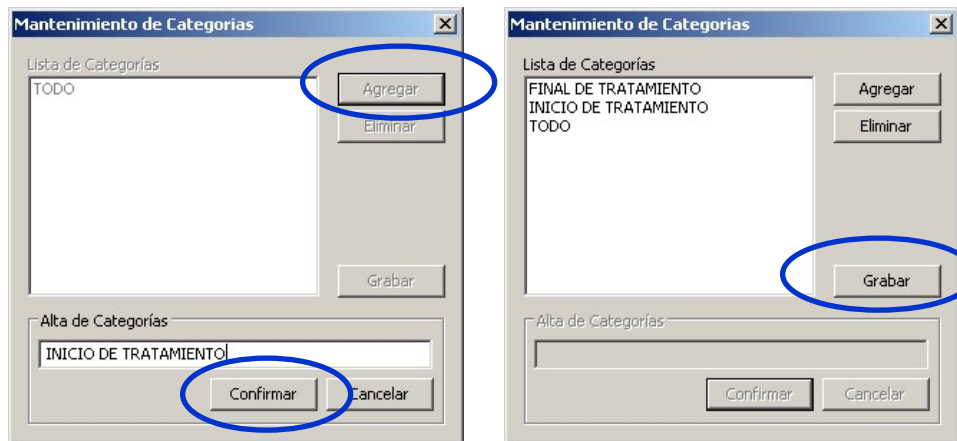 Mantenimiento de Categorias
Lista de Categorías
TODO
Agregar
Eliminar
Grabar
Alta de Categorías
INICIO DE TRATAMIENTO
Confirmar
Cancelar
Mantenimiento de Categorias
Lista de Categorías
FINAL DE TRATAMIENTO
INICIO DE TRATAMIENTO
TODO
Agregar
Eliminar
Grabar
Alta de Categorías
Confirmar
Cancelar